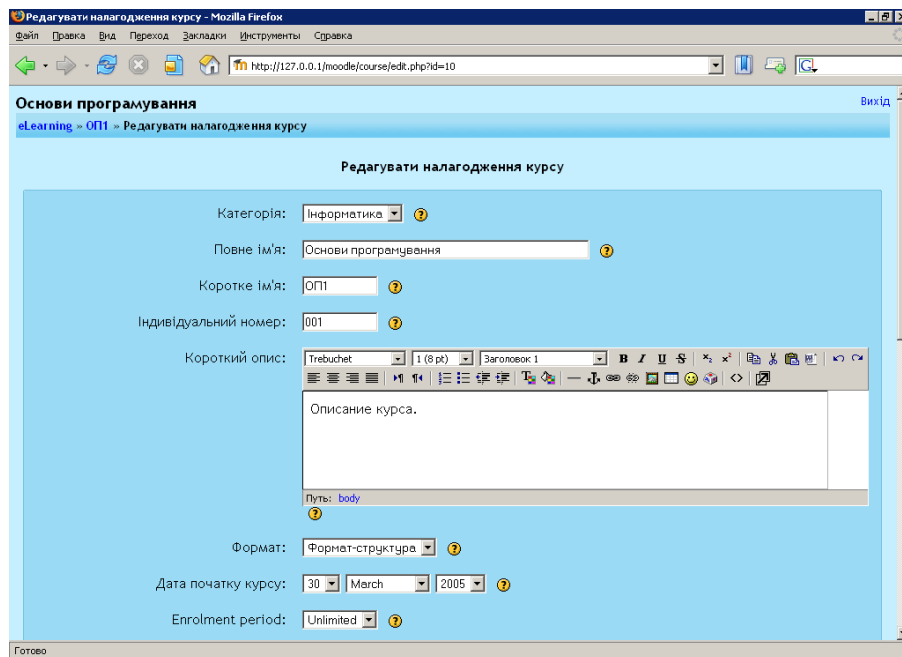 Редагувати налагодження курсу - Mozilla Firefox
Файл Правка Вид Переход Закладки Инструменты Справка
http://127.0.0.1/moodle/course/edit.php?id=10
Основи програмування Вихід
eLearning » ОП1 » Редагувати налагодження курсу
Редагувати налагодження курсу
Категорія: Інформатика
Повне ім'я: Основи програмування
Коротке ім'я: ОП1
Індивідуальний номер: 001
Короткий опис: Trebuchet 1 (8 pt) Заголовок 1
Описание курса.
Путь: body
Формат: Формат-структура
Дата початку курсу: 30 March 2005
Enrolment period: Unlimited
Готово